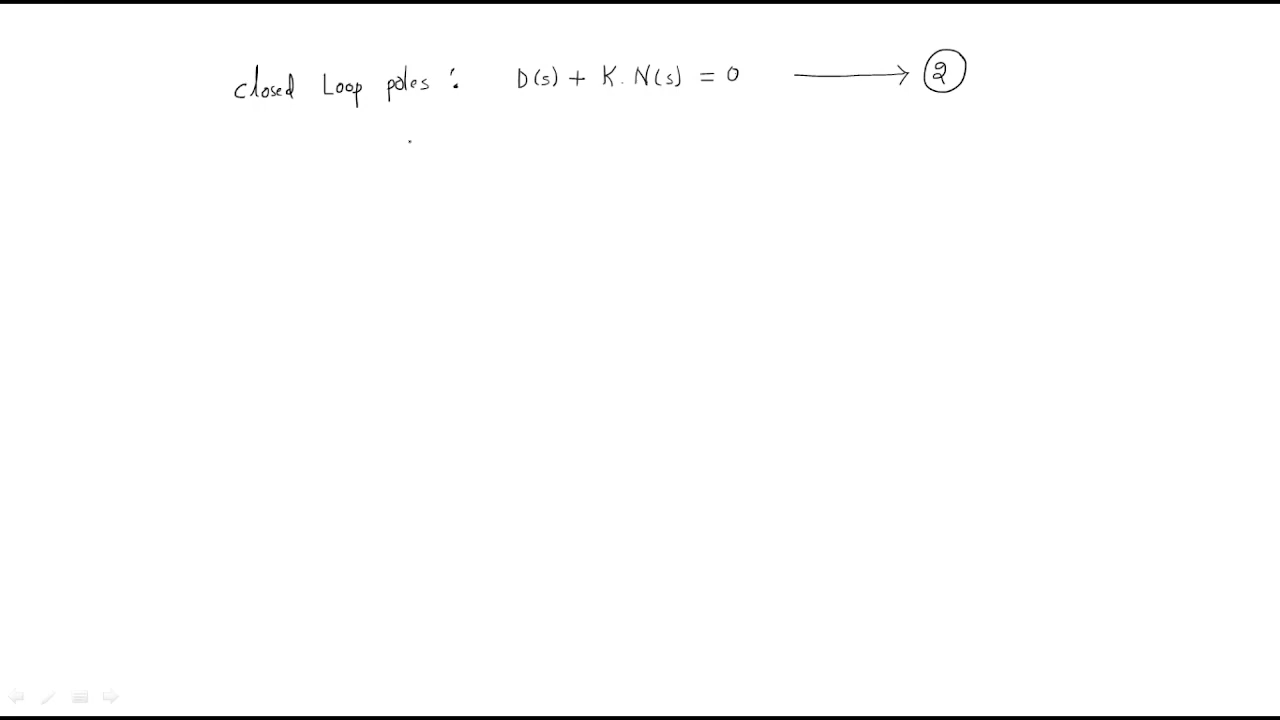 closed Loop poles : D(s) + K. N(s) = 0 ⟶ ②